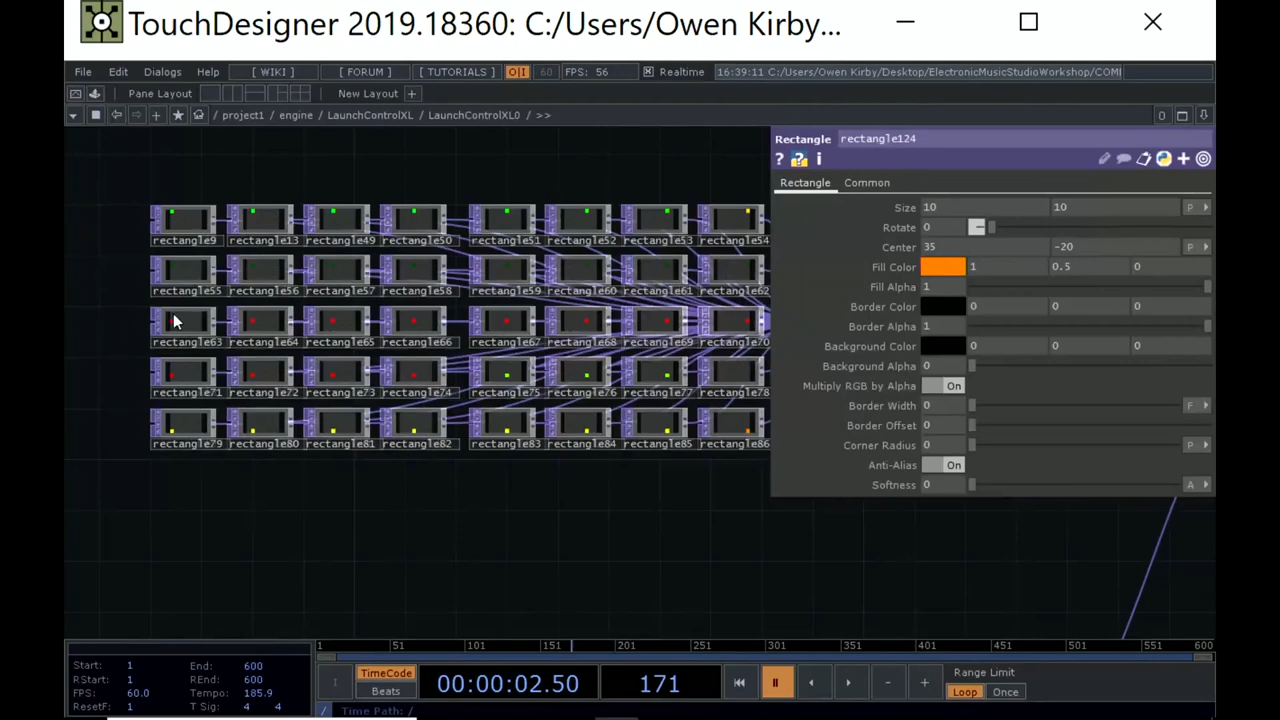 TouchDesigner 2019.18360: C:/Users/Owen Kirby...
File Edit Dialogs Help [ WIKI ] [ FORUM ] [ TUTORIALS ] O|I 60 FPS: 56 Realtime 16:39:11 C:/Users/Owen Kirby/Desktop/ElectronicMusicStudioWorkshop/COM
Pane Layout New Layout +
/ project1 / engine / LaunchControlXL / LaunchControlXL0 / >>
Rectangle rectangle124
? ? i
Rectangle Common
Size 10 10 P
Rotate 0
Center 35 -20 P
Fill Color 1 0.5 0
Fill Alpha 1
Border Color 0 0 0
Border Alpha 1
Background Color 0 0 0
Background Alpha 0
Multiply RGB by Alpha On
Border Width 0 F
Border Offset 0
Corner Radius 0 P
Anti-Alias On
Softness 0 A
rectangle9 rectangle13 rectangle49 rectangle50 rectangle51 rectangle52 rectangle53 rectangle54
rectangle55 rectangle56 rectangle57 rectangle58 rectangle59 rectangle60 rectangle61 rectangle62
rectangle63 rectangle64 rectangle65 rectangle66 rectangle67 rectangle68 rectangle69 rectangle70
rectangle71 rectangle72 rectangle73 rectangle74 rectangle75 rectangle76 rectangle77 rectangle78
rectangle79 rectangle80 rectangle81 rectangle82 rectangle83 rectangle84 rectangle85 rectangle86
1 51 101 151 201 251 301 351 401 451 501 551 600
Start: 1 End: 600
RStart: 1 REnd: 600
FPS: 60.0 Tempo: 185.9
ResetF: 1 T Sig: 4 4
TimeCode
Beats
00:00:02.50
171
Range Limit
Loop Once
/ Time Path: /